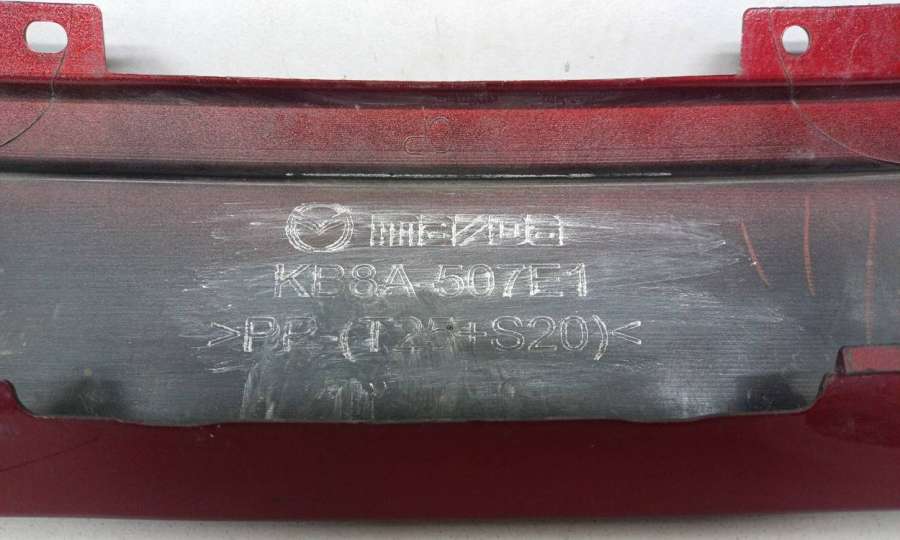 mazda
KB8A-507E1
>PP-(T25+S20)<